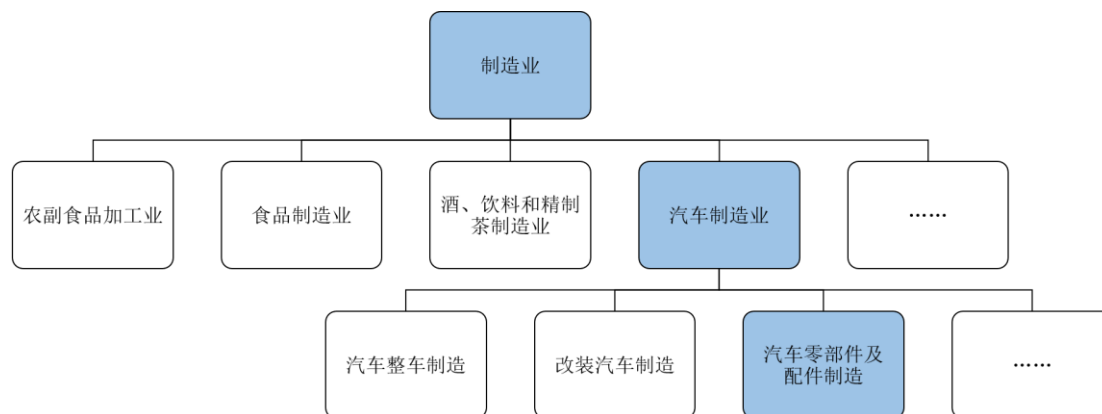 制造业
农副食品加工业
食品制造业
酒、饮料和精制
茶制造业
汽车制造业
……
汽车整车制造
改装汽车制造
汽车零部件及
配件制造
……